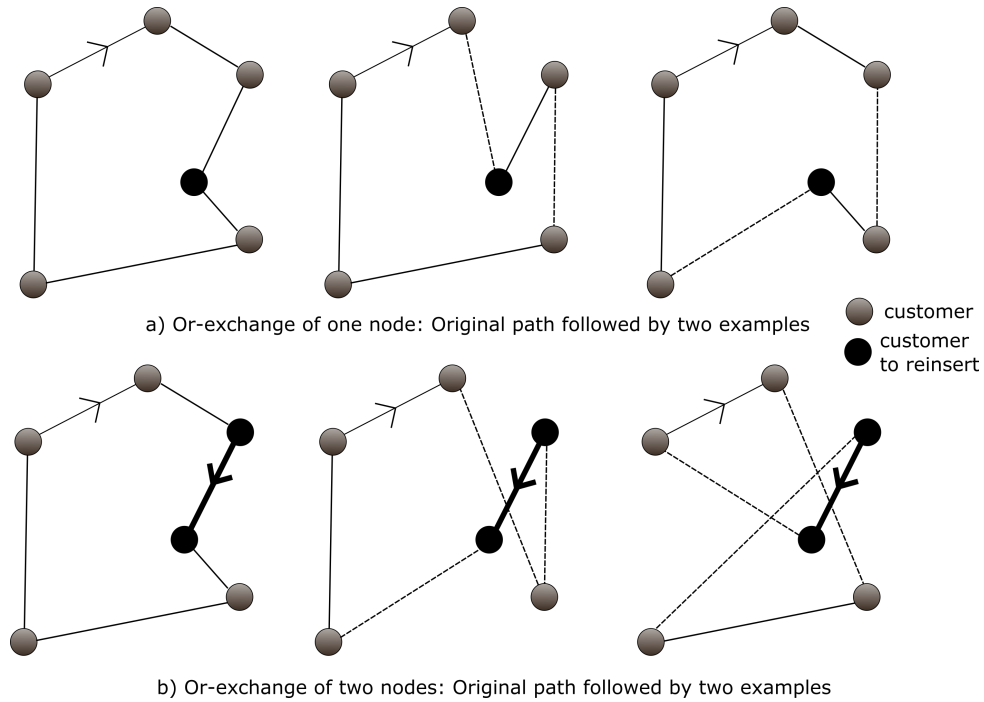 a) Or-exchange of one node: Original path followed by two examples
customer
customer
to reinsert
b) Or-exchange of two nodes: Original path followed by two examples